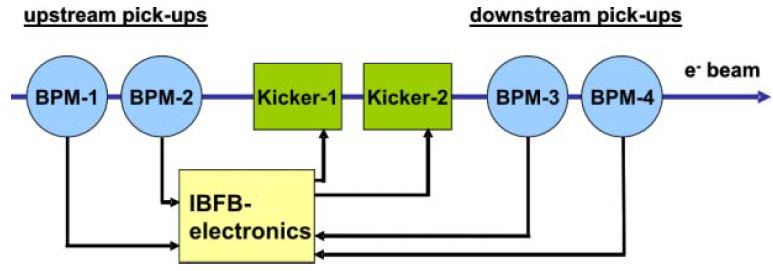 upstream pick-ups
downstream pick-ups
e- beam
BPM-1
BPM-2
Kicker-1
Kicker-2
BPM-3
BPM-4
IBFB-
electronics